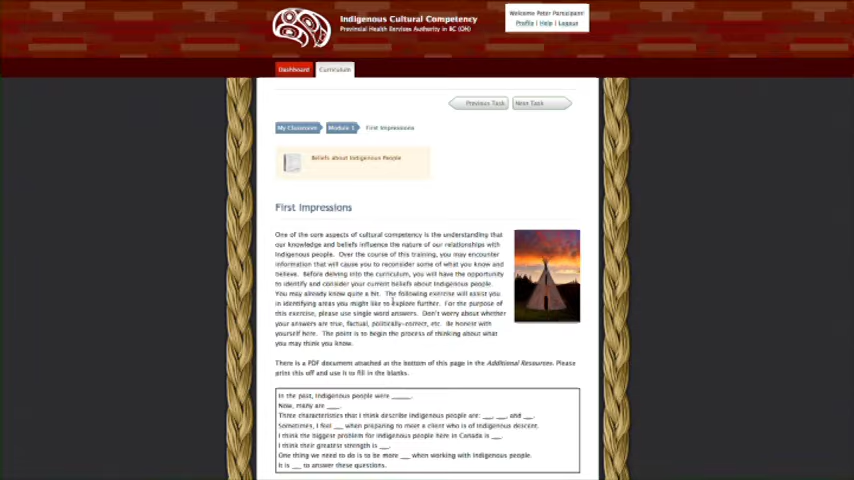 Indigenous Cultural Competency
Provincial Health Services Authority in BC (OH)
Welcome Peter Participant!
Profile | Help | Logout
Dashboard
Curriculum
Previous Task
Next Task
My Classroom
Module 1
First Impressions
Beliefs about Indigenous People
First Impressions
One of the core aspects of cultural competency is the understanding that
our knowledge and beliefs influence the nature of our relationships with
Indigenous people. Over the course of this training, you may encounter
information that will cause you to reconsider some of what you know and
believe. Before delving into the curriculum, you will have the opportunity
to identify and consider your current beliefs about Indigenous people.
You may already know quite a bit. The following exercise will assist you
in identifying areas you might like to explore further. For the purpose of
this exercise, please use single word answers. Don't worry about whether
your answers are true, factual, politically-correct, etc. Be honest with
yourself here. The point is to begin the process of thinking about what
you may think you know.
There is a PDF document attached at the bottom of this page in the Additional Resources. Please
print this off and use it to fill in the blanks.
In the past, Indigenous people were _____.
Now, many are ___.
Three characteristics that I think describe Indigenous people are: ___, ___, and ___.
Sometimes, I feel ___ when preparing to meet a client who is of Indigenous descent.
I think the biggest problem for Indigenous people here in Canada is ___.
I think their greatest strength is ___.
One thing we need to do is to be more ___ when working with Indigenous people.
It is ___ to answer these questions.